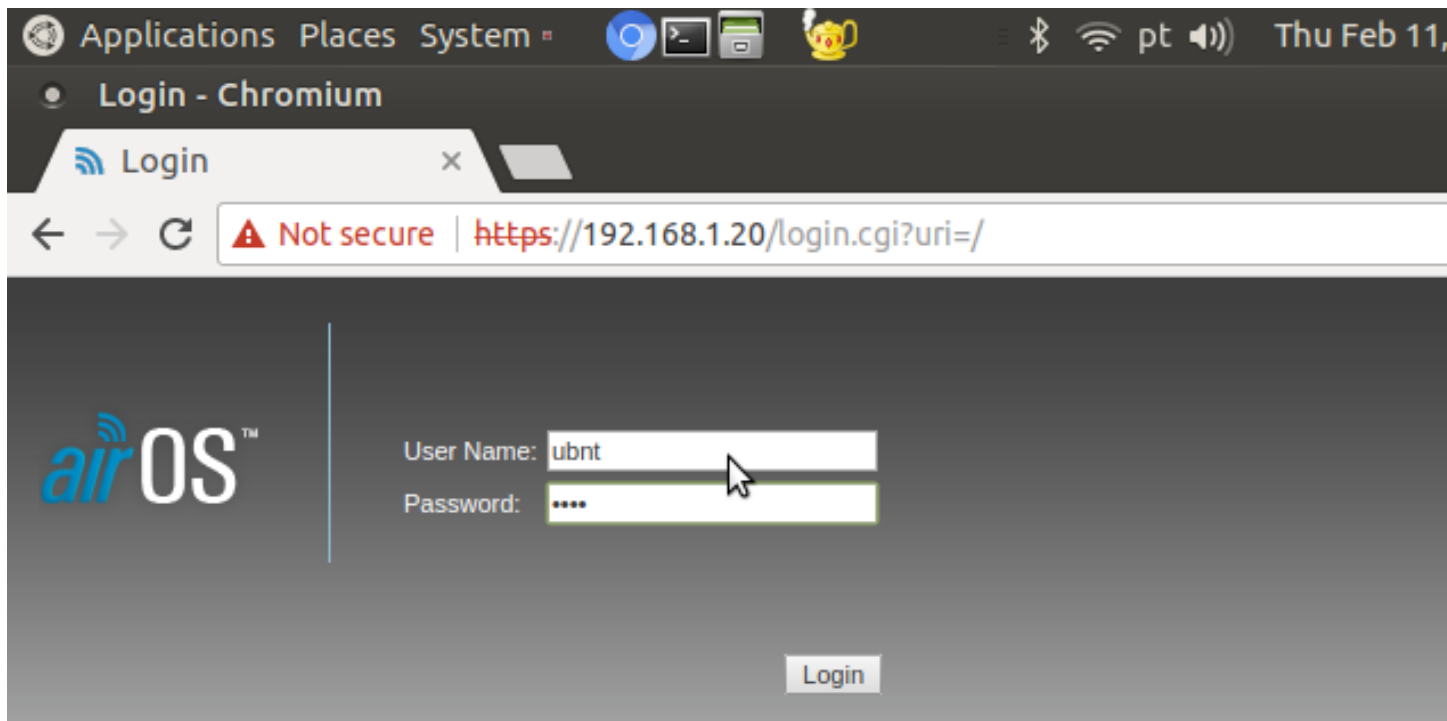 Applications Places System pt Thu Feb 11,
Login - Chromium
Login
Not secure https://192.168.1.20/login.cgi?uri=/
airOS™
User Name: ubnt
Password: ••••
Login